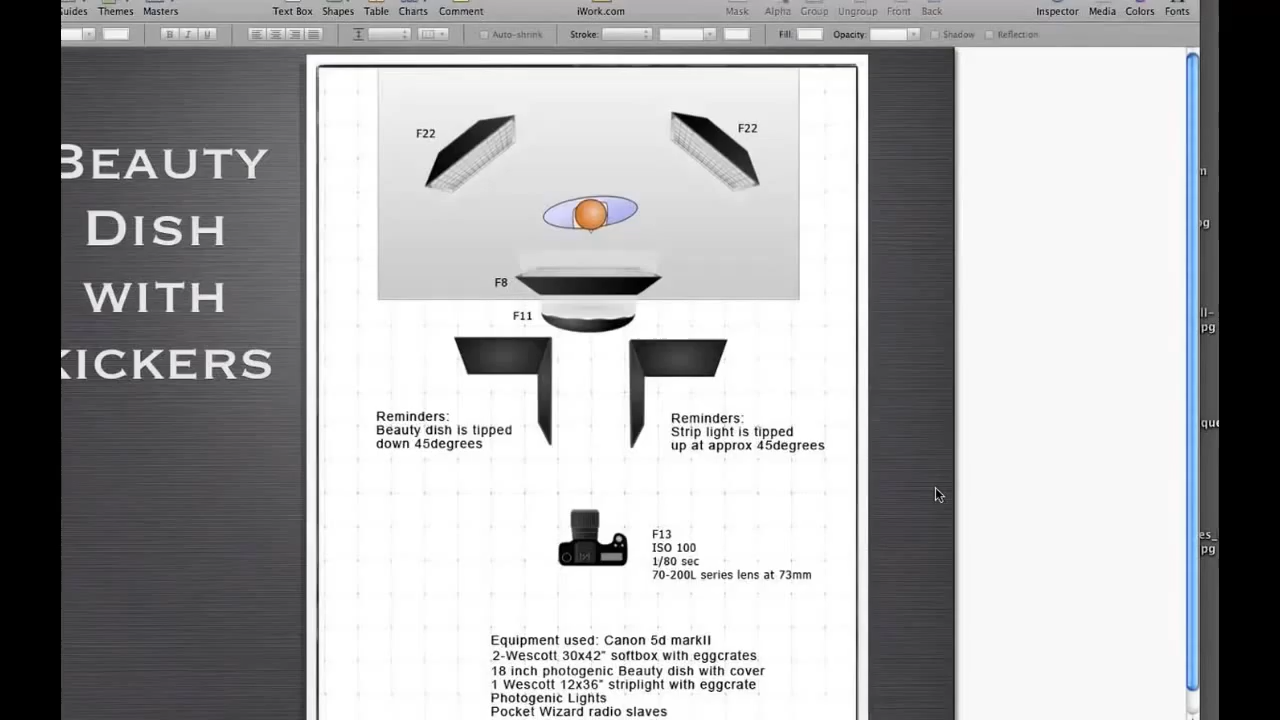 Guides Themes Masters Text Box Shapes Table Charts Comment iWork.com Mask Alpha Group Ungroup Front Back Inspector Media Colors Fonts
B I U Auto-shrink Stroke: Fill: Opacity: Shadow Reflection
BEAUTY
DISH
WITH
KICKERS
F22
F22
F8
F11
Reminders:
Beauty dish is tipped
down 45degrees
Reminders:
Strip light is tipped
up at approx 45degrees
F13
ISO 100
1/80 sec
70-200L series lens at 73mm
Equipment used: Canon 5d markII
2-Wescott 30x42" softbox with eggcrates
18 inch photogenic Beauty dish with cover
1 Wescott 12x36" striplight with eggcrate
Photogenic Lights
Pocket Wizard radio slaves